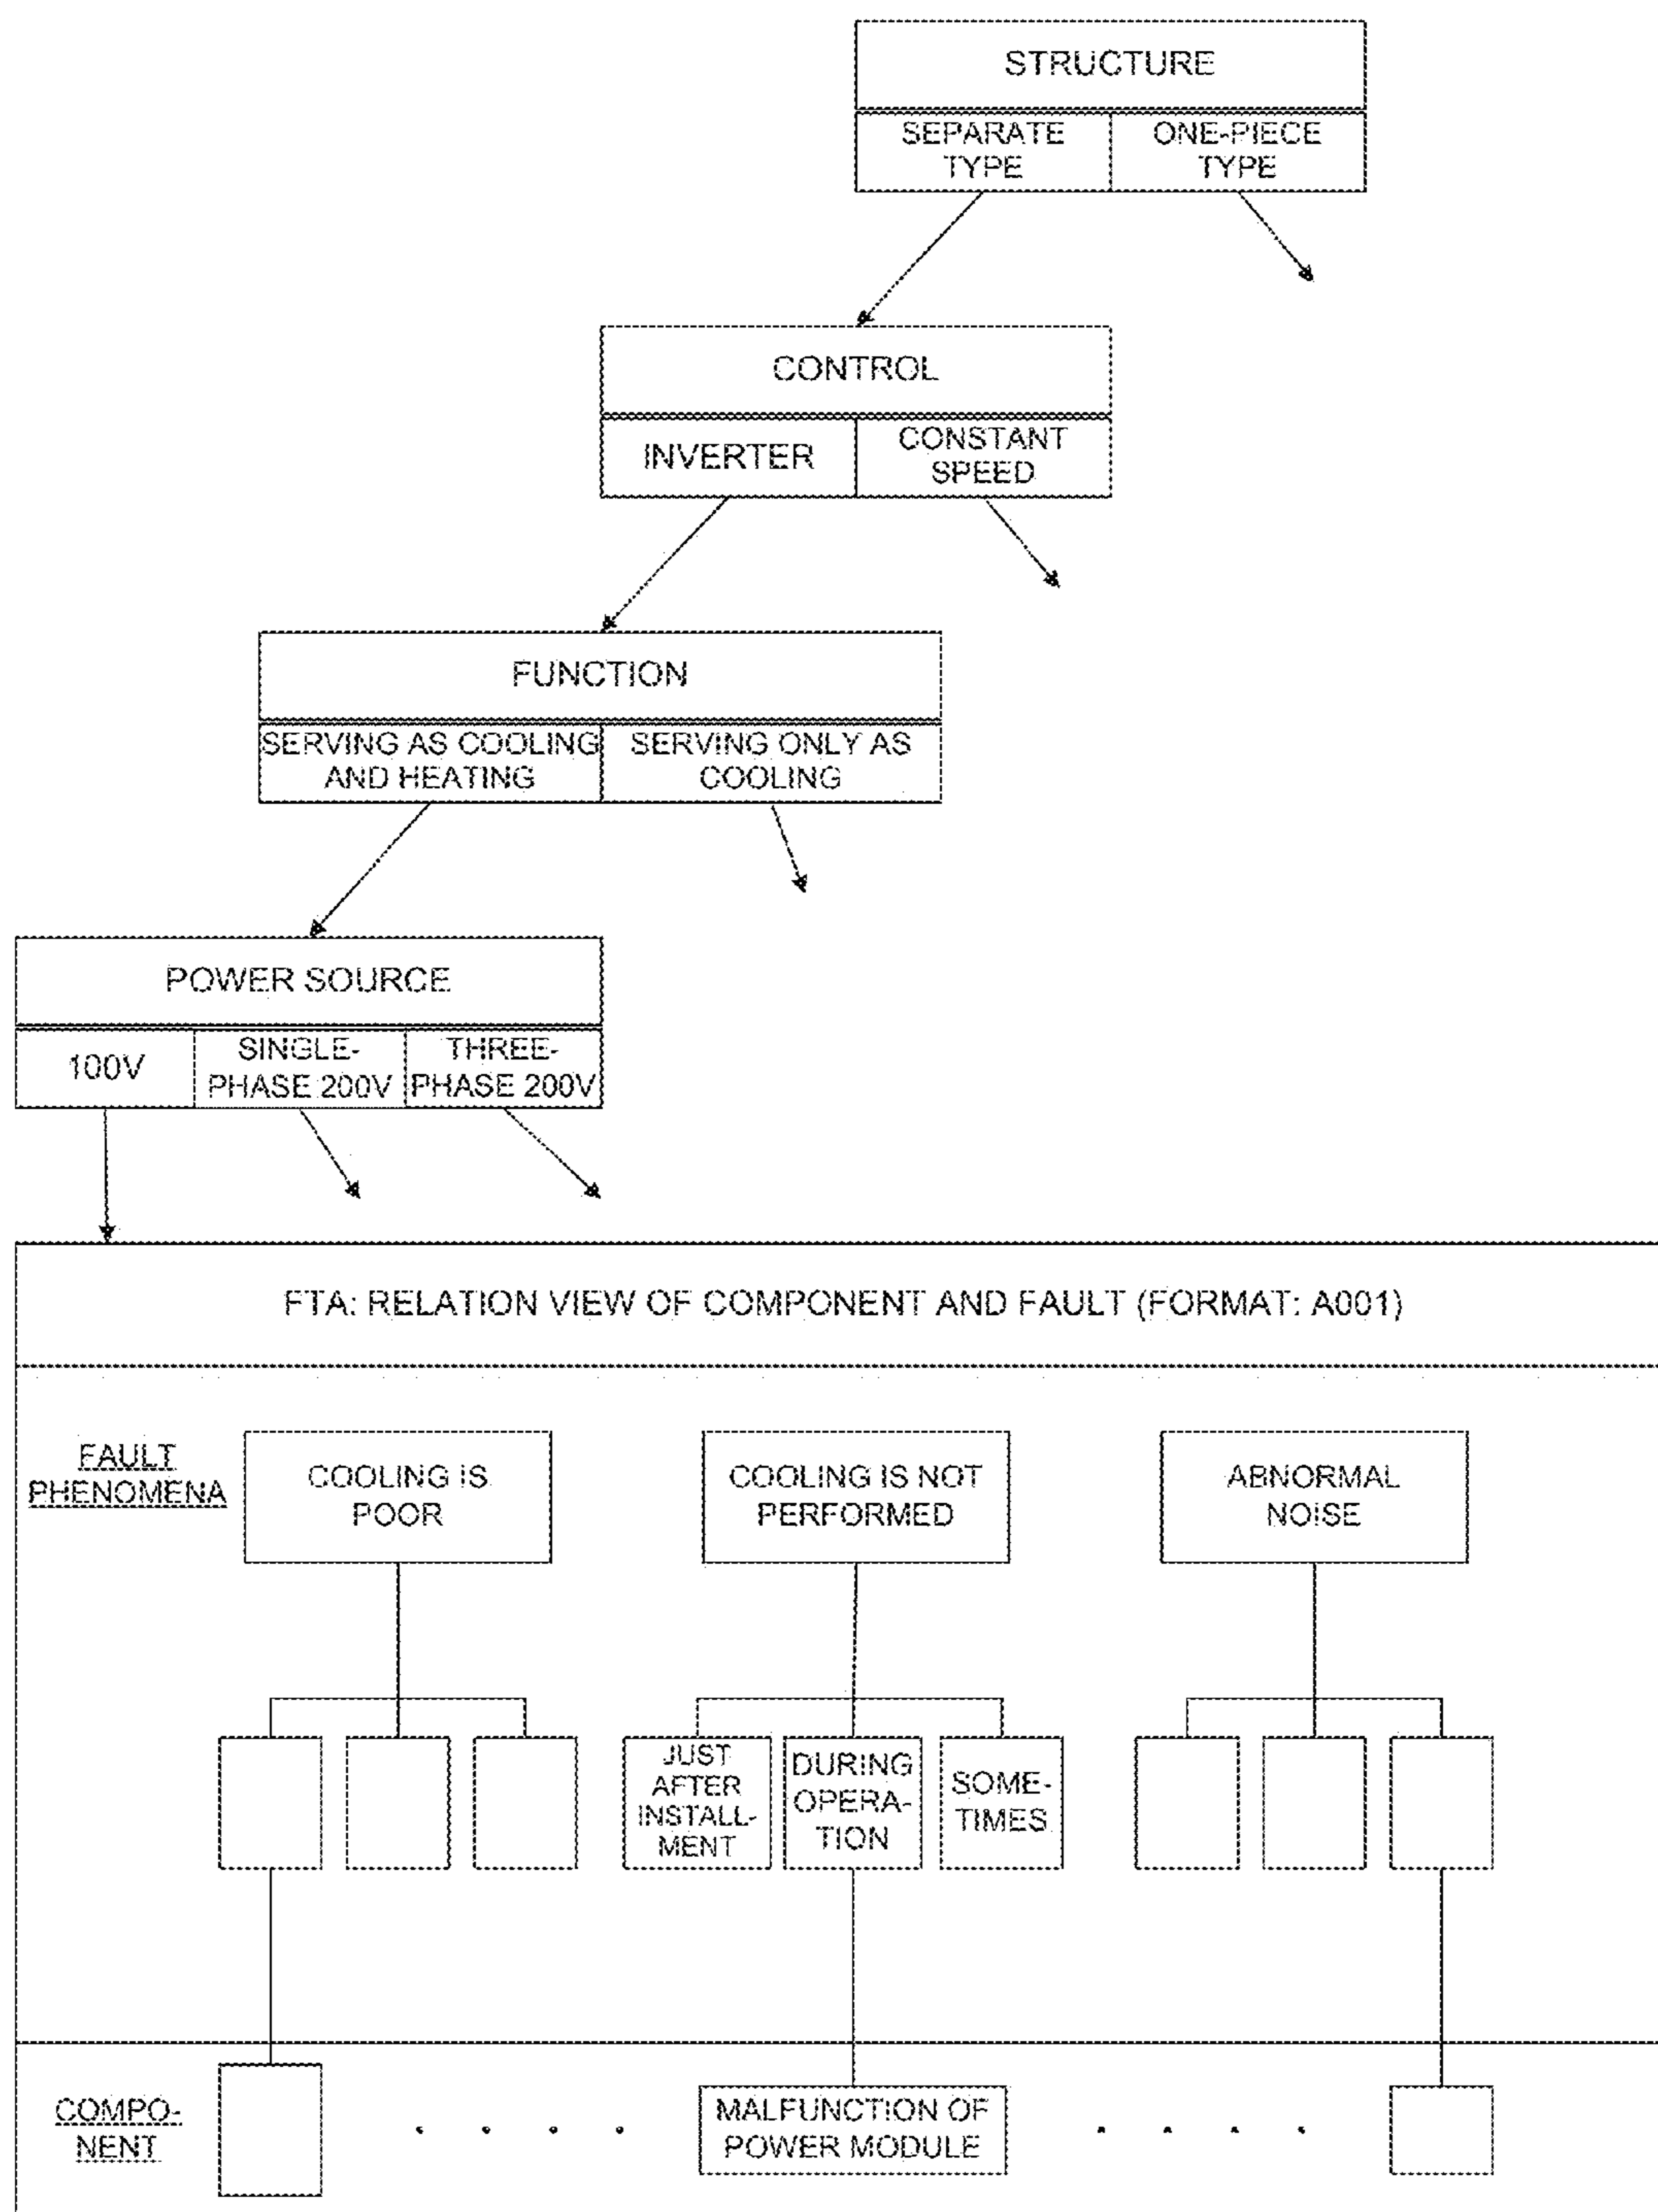 STRUCTURE
SEPARATE
TYPE
ONE-PIECE
TYPE
CONTROL
INVERTER
CONSTANT
SPEED
FUNCTION
SERVING AS COOLING
AND HEATING
SERVING ONLY AS
COOLING
POWER SOURCE
100V
SINGLE-
PHASE 200V
THREE-
PHASE 200V
FTA: RELATION VIEW OF COMPONENT AND FAULT (FORMAT: A001)
FAULT
PHENOMENA
COOLING IS
POOR
COOLING IS NOT
PERFORMED
ABNORMAL
NOISE
JUST
AFTER
INSTALL-
MENT
DURING
OPERA-
TION
SOME-
TIMES
COMPO-
NENT
MALFUNCTION OF
POWER MODULE